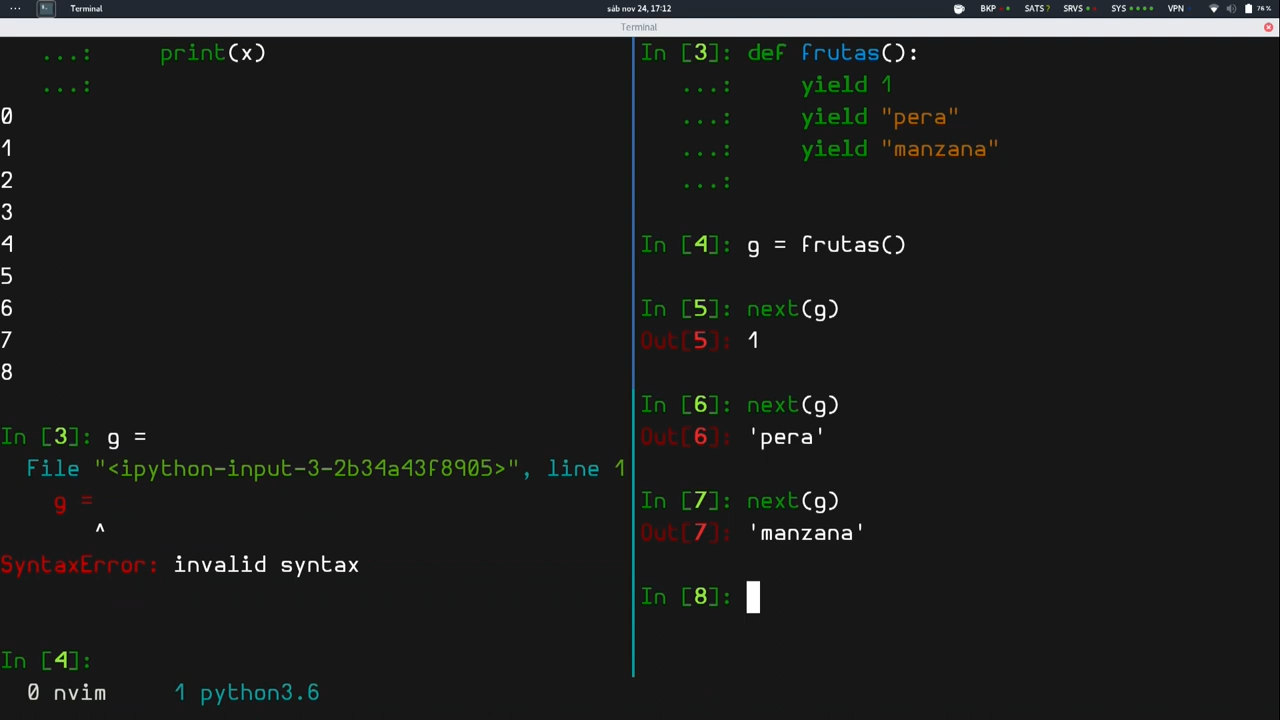 Terminal
sáb nov 24, 17:12
BKP
SATS ?
SRVS
SYS
VPN
76 %
Terminal
...:     print(x)
...:
0
1
2
3
4
5
6
7
8
In [3]: g =
File "<ipython-input-3-2b34a43f8905>", line 1
g =
^
SyntaxError: invalid syntax
In [4]:
0 nvim     1 python3.6
In [3]: def frutas():
...:     yield 1
...:     yield "pera"
...:     yield "manzana"
...:
In [4]: g = frutas()
In [5]: next(g)
Out[5]: 1
In [6]: next(g)
Out[6]: 'pera'
In [7]: next(g)
Out[7]: 'manzana'
In [8]: